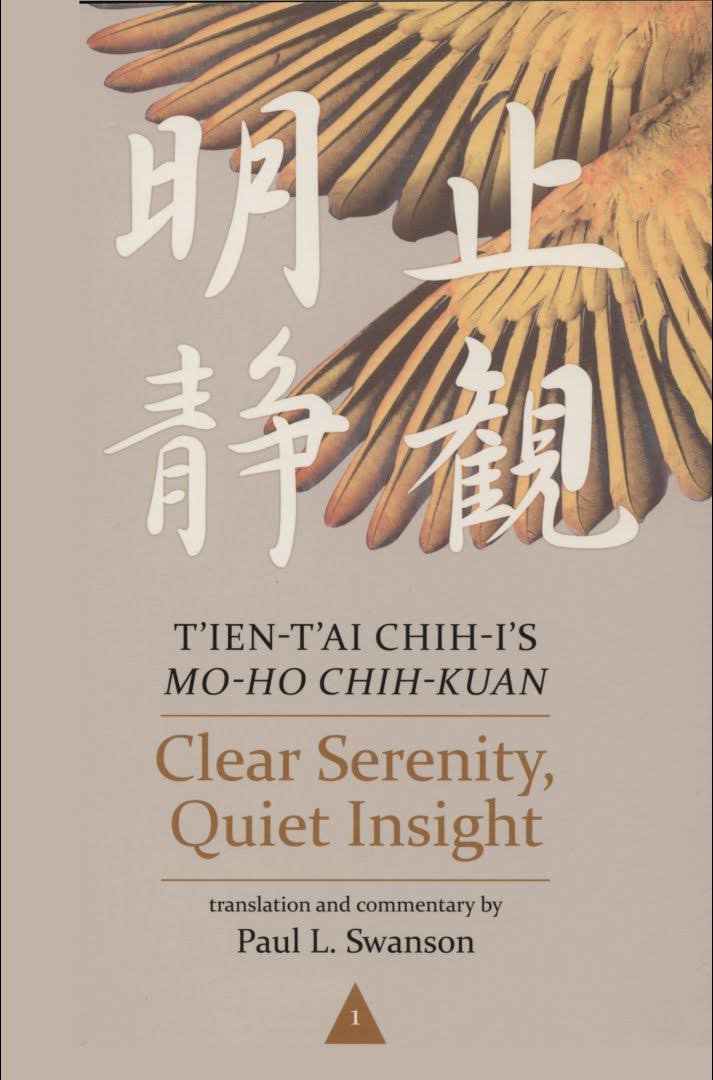 止観
明静
T'IEN-T'AI CHIH-I'S
MO-HO CHIH-KUAN
Clear Serenity,
Quiet Insight
translation and commentary by
Paul L. Swanson
1